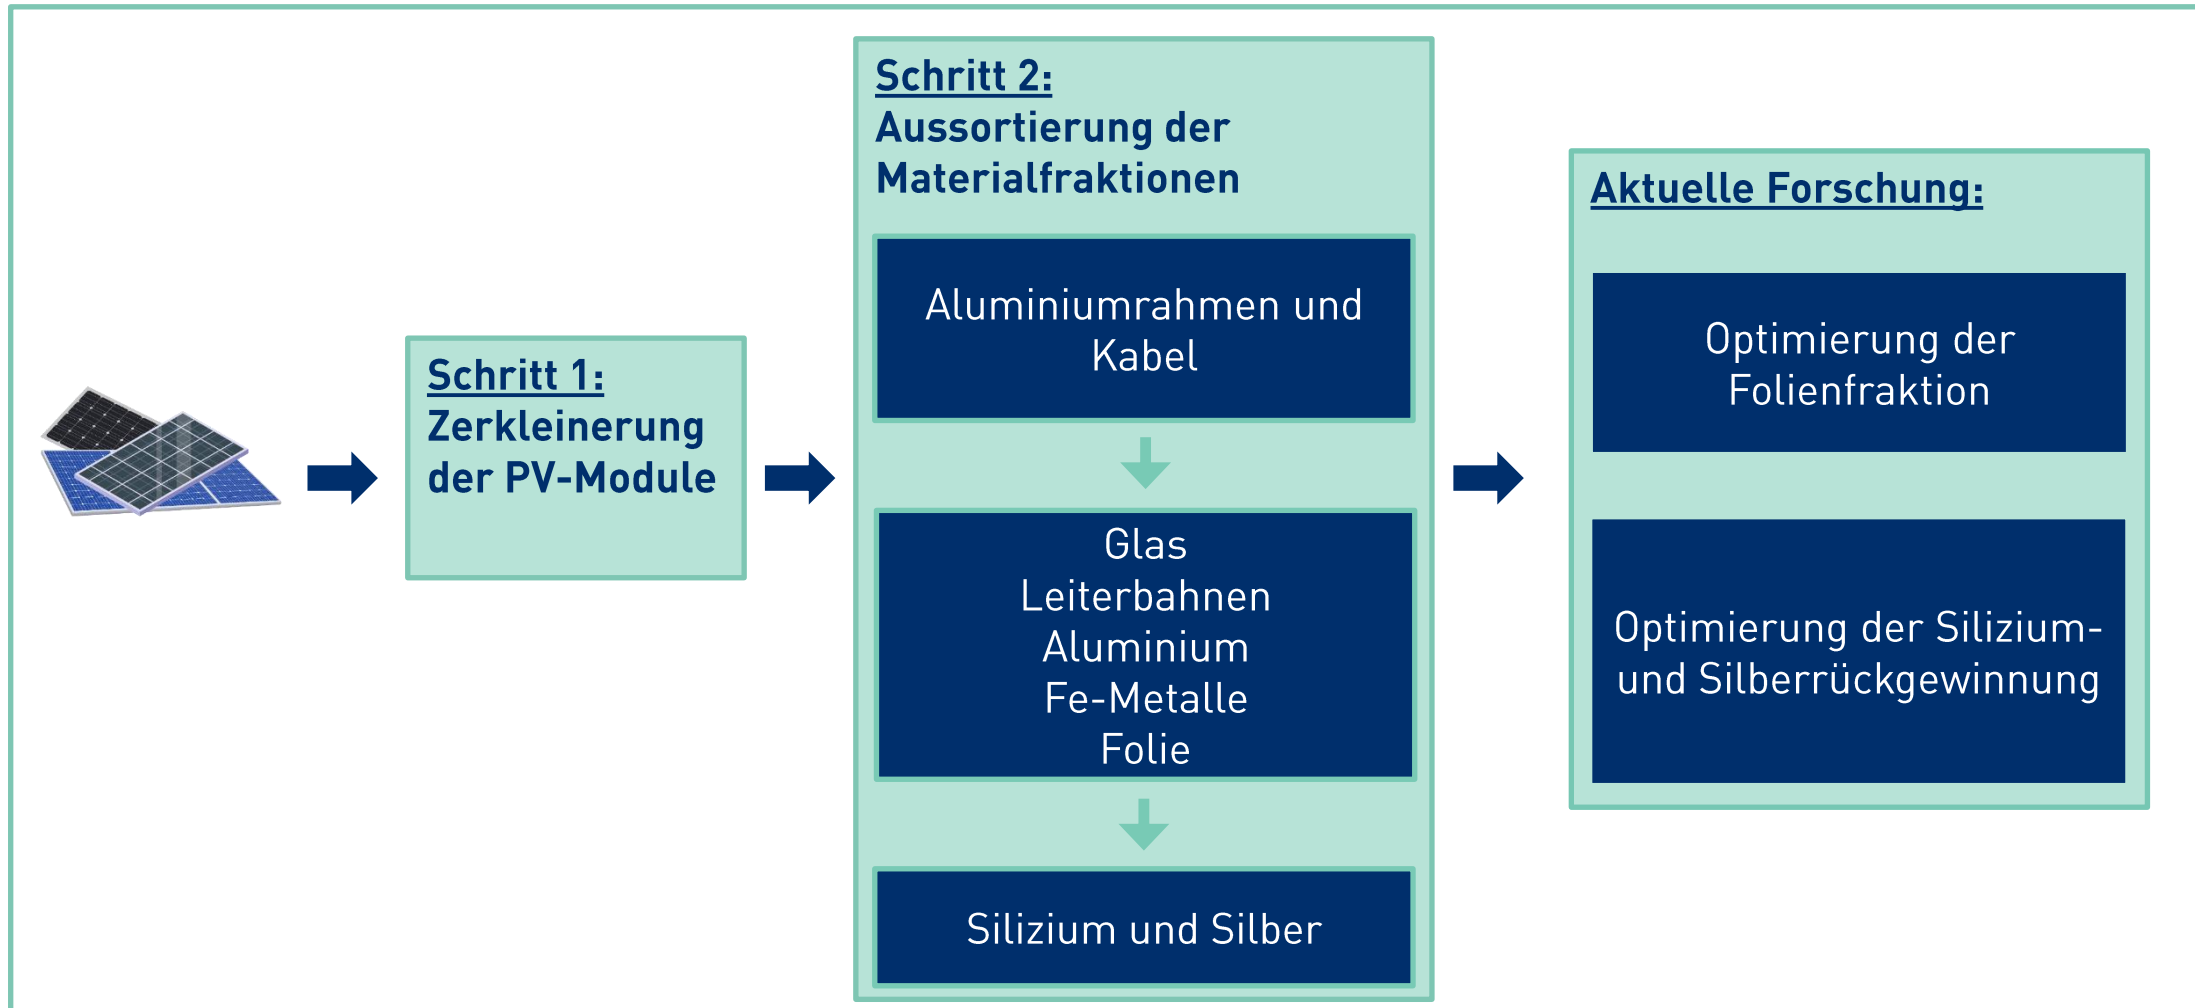 Schritt 1:
Zerkleinerung
der PV-Module
Schritt 2:
Aussortierung der
Materialfraktionen
Aluminiumrahmen und
Kabel
Glas
Leiterbahnen
Aluminium
Fe-Metalle
Folie
Silizium und Silber
Aktuelle Forschung:
Optimierung der
Folienfraktion
Optimierung der Silizium-
und Silberrückgewinnung